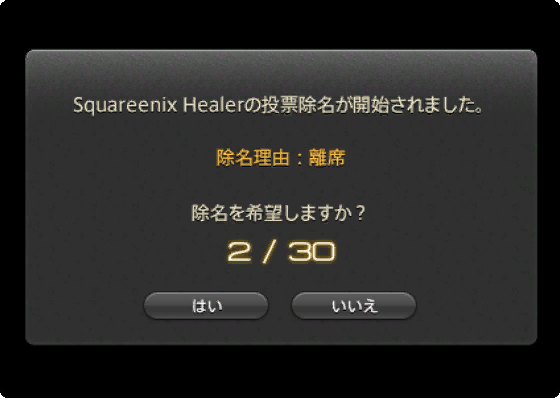 Squareenix Healerの投票除名が開始されました。
除名理由：離席
除名を希望しますか？
2 / 30
はい
いいえ